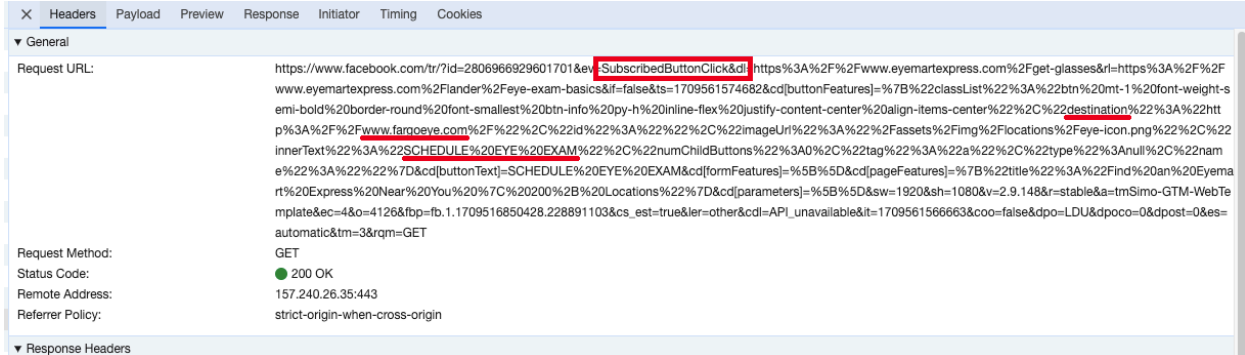 Headers Payload Preview Response Initiator Timing Cookies
▼ General
Request URL: https://www.facebook.com/tr/?id=2806966929601701&ev=SubscribedButtonClick&dl=https%3A%2F%2Fwww.eyemartexpress.com%2Fget-glasses&rl=https%3A%2F%2F
www.eyemartexpress.com%2Flander%2Feye-exam-basics&if=false&ts=1709561574682&cd[buttonFeatures]=%7B%22classList%22%3A%22btn%20mt-1%20font-weight-s
emi-bold%20border-round%20font-smallest%20btn-info%20py-h%20inline-flex%20justify-content-center%20align-items-center%22%2C%22destination%22%3A%22htt
p%3A%2F%2Fwww.fargoeye.com%2F%22%2C%22id%22%3A%22%22%2C%22imageUrl%22%3A%22%2Fassets%2Fimg%2Flocations%2Feye-icon.png%22%2C%22
innerText%22%3A%22SCHEDULE%20EYE%20EXAM%22%2C%22numChildButtons%22%3A0%2C%22tag%22%3A%22a%22%2C%22type%22%3Anull%2C%22nam
e%22%3A%22%22%7D&cd[buttonText]=SCHEDULE%20EYE%20EXAM&cd[formFeatures]=%5B%5D&cd[pageFeatures]=%7B%22title%22%3A%22Find%20an%20Eyema
rt%20Express%20Near%20You%20%7C%20200%2B%20Locations%22%7D&cd[parameters]=%5B%5D&sw=1920&sh=1080&v=2.9.148&r=stable&a=tmSimo-GTM-WebTe
mplate&ec=4&o=4126&fbp=fb.1.1709516850428.228891103&cs_est=true&ler=other&cdl=API_unavailable&it=1709561566663&coo=false&dpo=LDU&dpoco=0&dpost=0&es=
automatic&tm=3&rqm=GET
Request Method: GET
Status Code: 200 OK
Remote Address: 157.240.26.35:443
Referrer Policy: strict-origin-when-cross-origin
▼ Response Headers